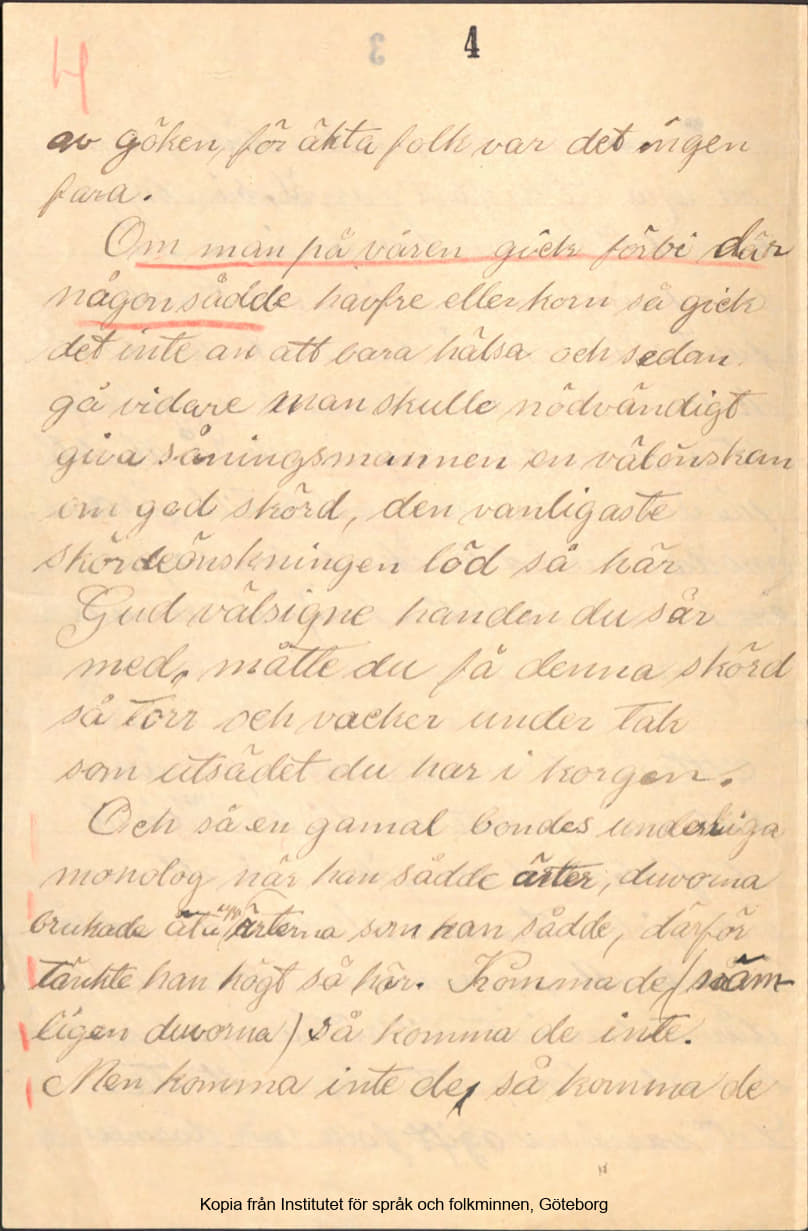 4
3
4
av göken, för äkta folk var det ingen
fara.
Om man på våren gick förbi där
någon sådde havfre eller korn så gick
det inte an att bara hälsa och sedan
gå vidare man skulle nödvändigt
giva såningsmannen en välönskan
om god skörd, den vanligaste
skördeönskningen löd så här
Gud välsigne handen du sår
med, måtte du få denna skörd
så torr och vacker under tak
som utsädet du har i korgen.
Och så en gamal bondes underliga
monolog när han sådde ärter, duvorna
brukade äta upp ärterna som han sådde, därför
tänkte han högt så här. Komma de (näm-
ligen duvorna) så komma de inte.
Men komma inte de, så komma de
Kopia från Institutet för språk och folkminnen, Göteborg